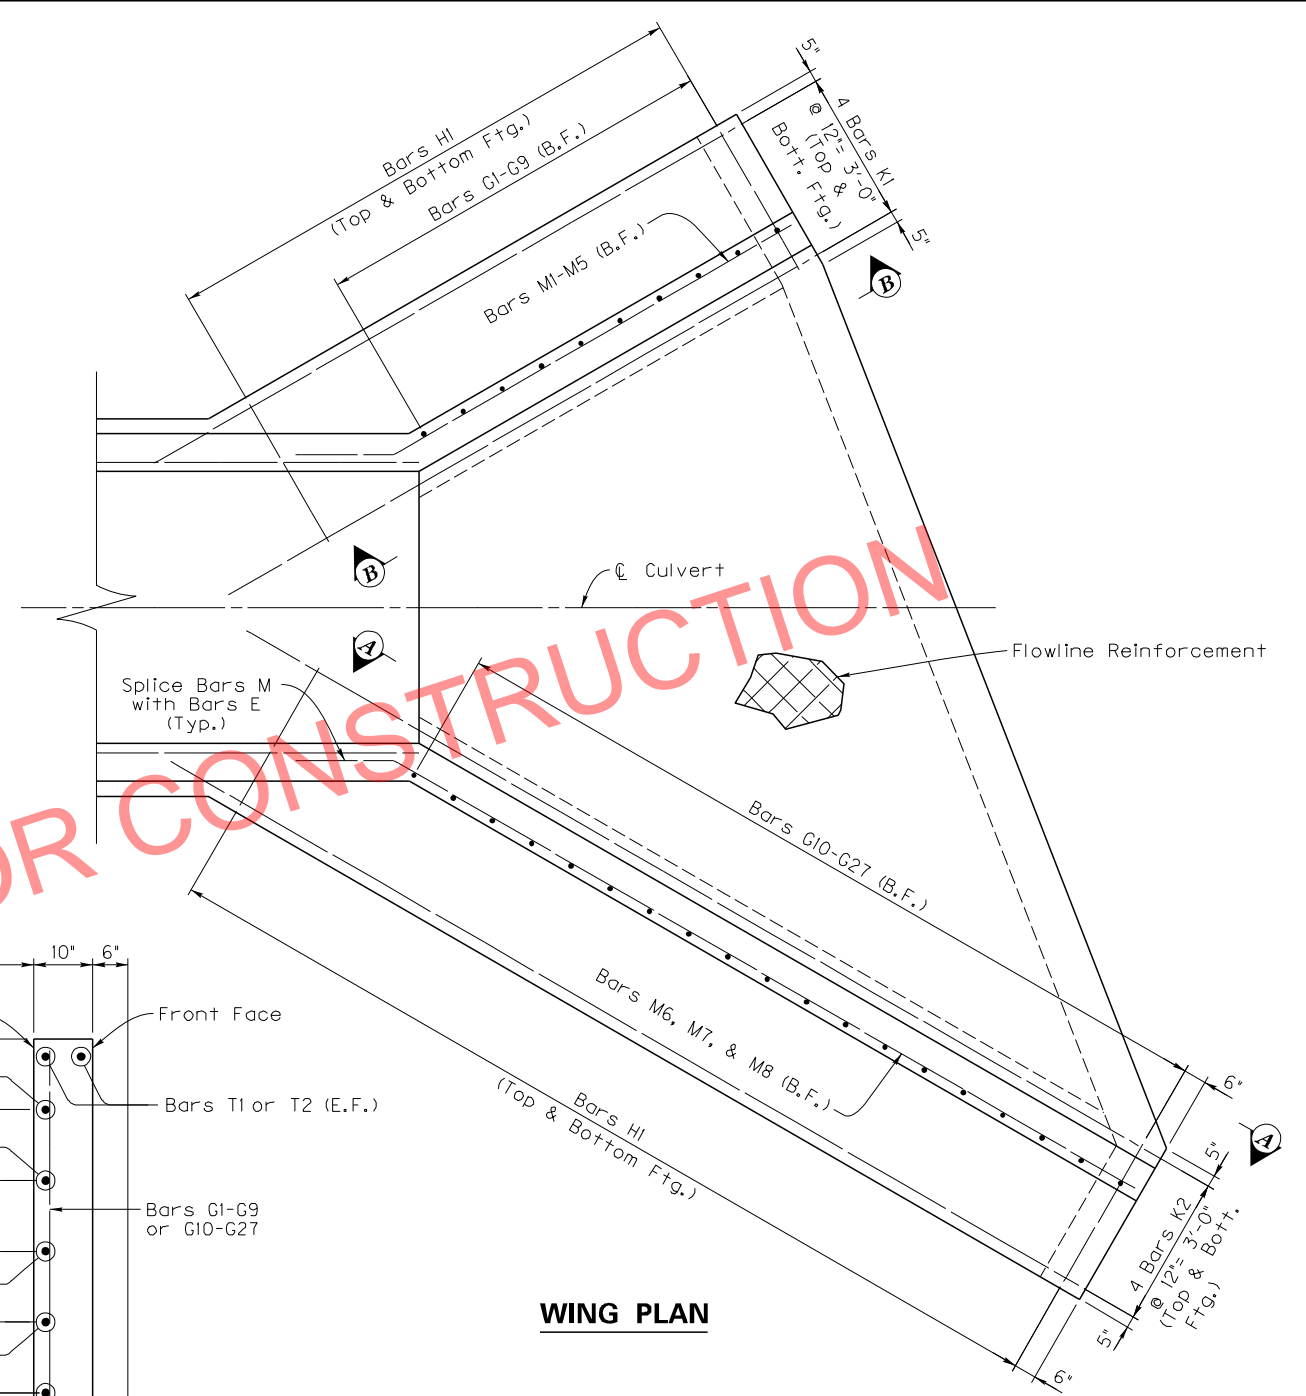 5"
4 Bars K1
@ 12"= 3'-0"
(Top &
Bott. Ftg.)
5"
Bars H1
(Top & Bottom Ftg.)
Bars G1-G9 (B.F.)
Bars M1-M5 (B.F.)
B
B
℄ Culvert
A
Flowline Reinforcement
Splice Bars M
with Bars E
(Typ.)
OR CONSTRUCTION
Bars G10-G27 (B.F.)
10"
6"
Front Face
Bars M6, M7, & M8 (B.F.)
Bars T1 or T2 (E.F.)
Bars H1
(Top & Bottom Ftg.)
6"
A
5"
4 Bars K2
@ 12"= 3'-0"
(Top & Bott.
Ftg.)
5"
6"
Bars G1-G9
or G10-G27
WING PLAN